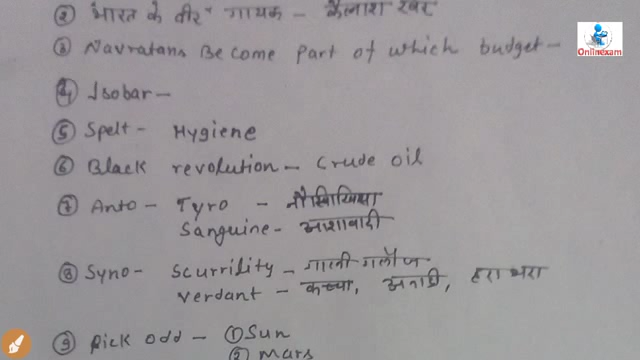 ② भारत के वीर गायक - कैलाश खेर
③ Navratans Become part of which budget -
④ Isobar -
⑤ Spelt - Hygiene
⑥ Black revolution - Crude oil
⑦ Anto - Tyro - नौसिखिया
Sanguine - आशावादी
⑧ Syno - Scurrility - गाली गलौज
Verdant - कच्चा, अनाड़ी, हरा भरा
⑨ Pick odd - ① Sun
② Mars
Onlinexam